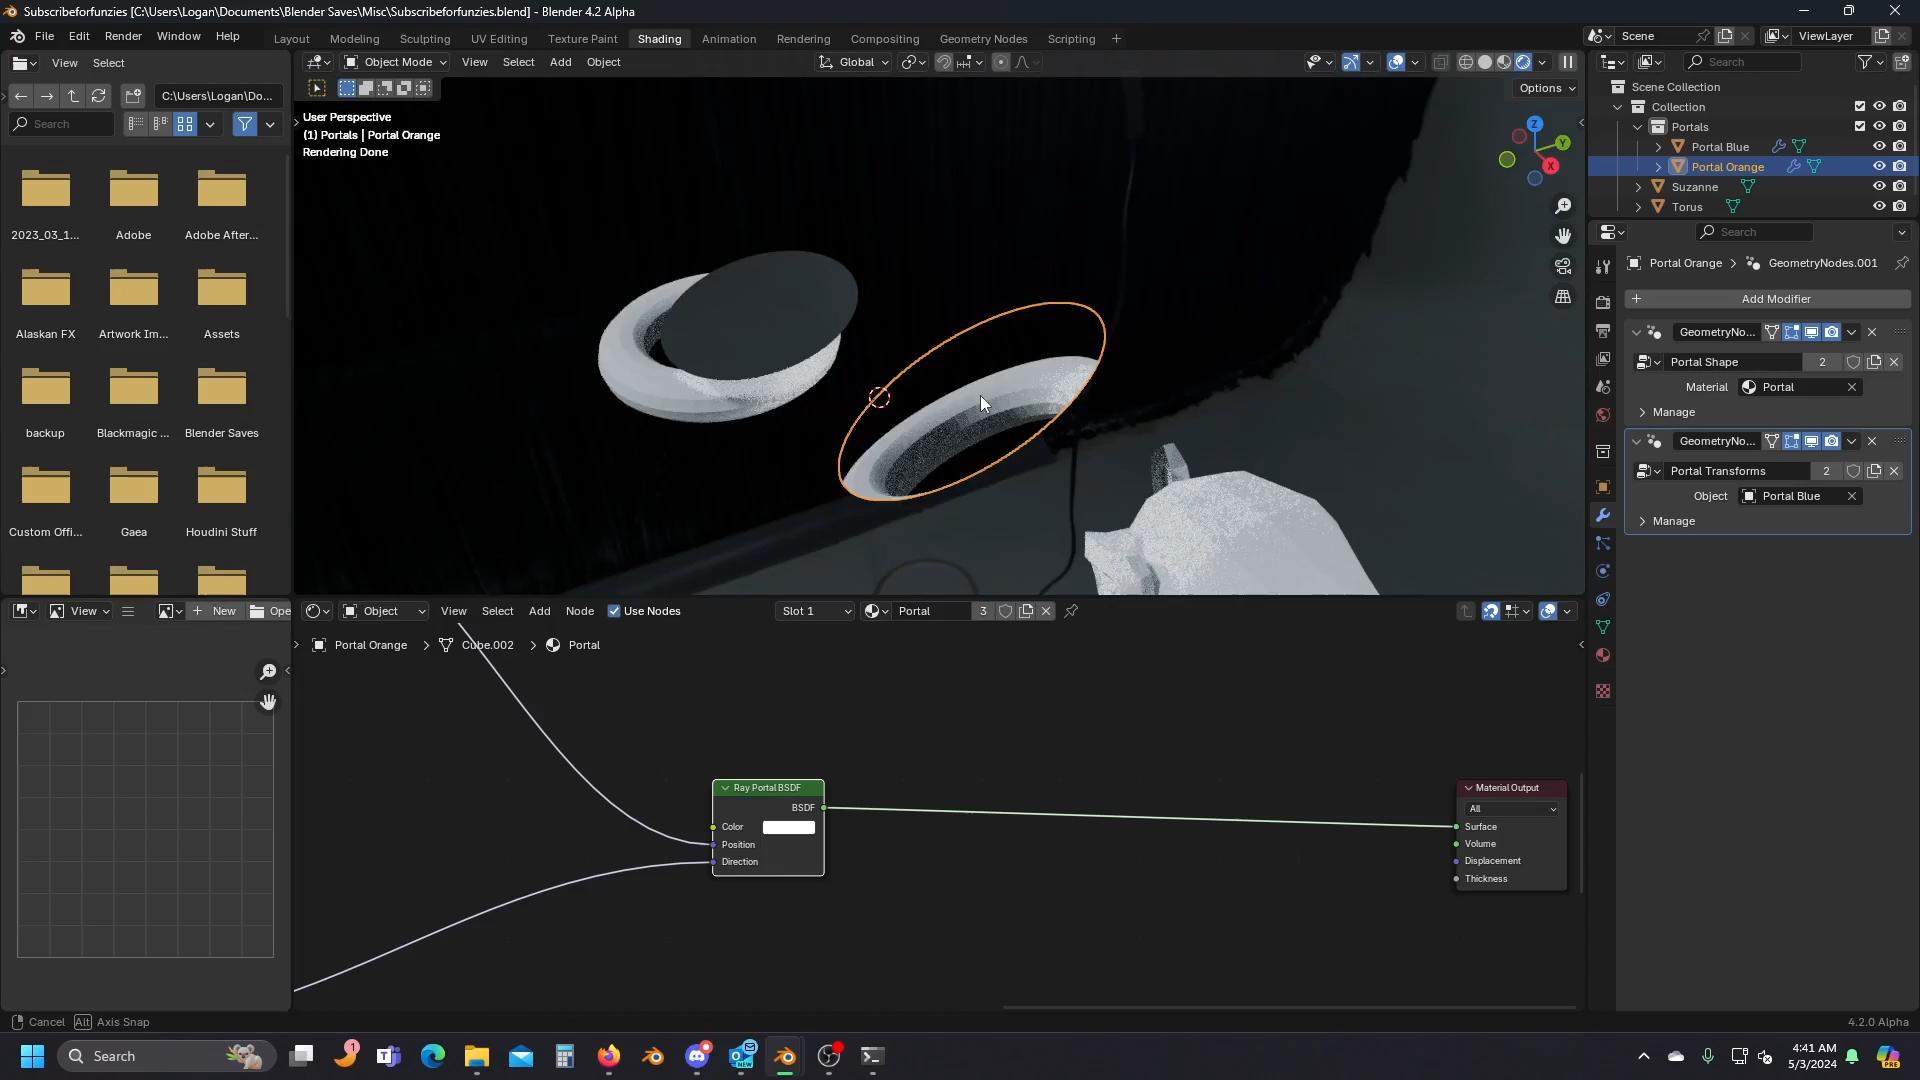 Subscribeforfunzies [C:\Users\Logan\Documents\Blender Saves\Misc\Subscribeforfunzies.blend] - Blender 4.2 Alpha
File Edit Render Window Help
Layout Modeling Sculpting UV Editing Texture Paint Shading Animation Rendering Compositing Geometry Nodes Scripting +
Scene
ViewLayer
View Select
Object Mode View Select Add Object
Global
Search
C:\Users\Logan\Do...
Options
Search
User Perspective
(1) Portals | Portal Orange
Rendering Done
Z
Y
X
Scene Collection
Collection
Portals
Portal Blue
Portal Orange
Suzanne
Torus
2023_03_1... Adobe Adobe After...
Alaskan FX Artwork Im... Assets
backup Blackmagic ... Blender Saves
Custom Offi... Gaea Houdini Stuff
Search
Portal Orange > GeometryNodes.001
+ Add Modifier
GeometryNo...
Portal Shape 2
Material Portal
Manage
GeometryNo...
Portal Transforms 2
Object Portal Blue
Manage
View + New Ope
Object View Select Add Node Use Nodes Slot 1 Portal 3
Portal Orange > Cube.002 > Portal
Ray Portal BSDF
BSDF
Color
Position
Direction
Material Output
All
Surface
Volume
Displacement
Thickness
Cancel Alt Axis Snap
4.2.0 Alpha
Search
1
NEW
4:41 AM
5/3/2024
PRE